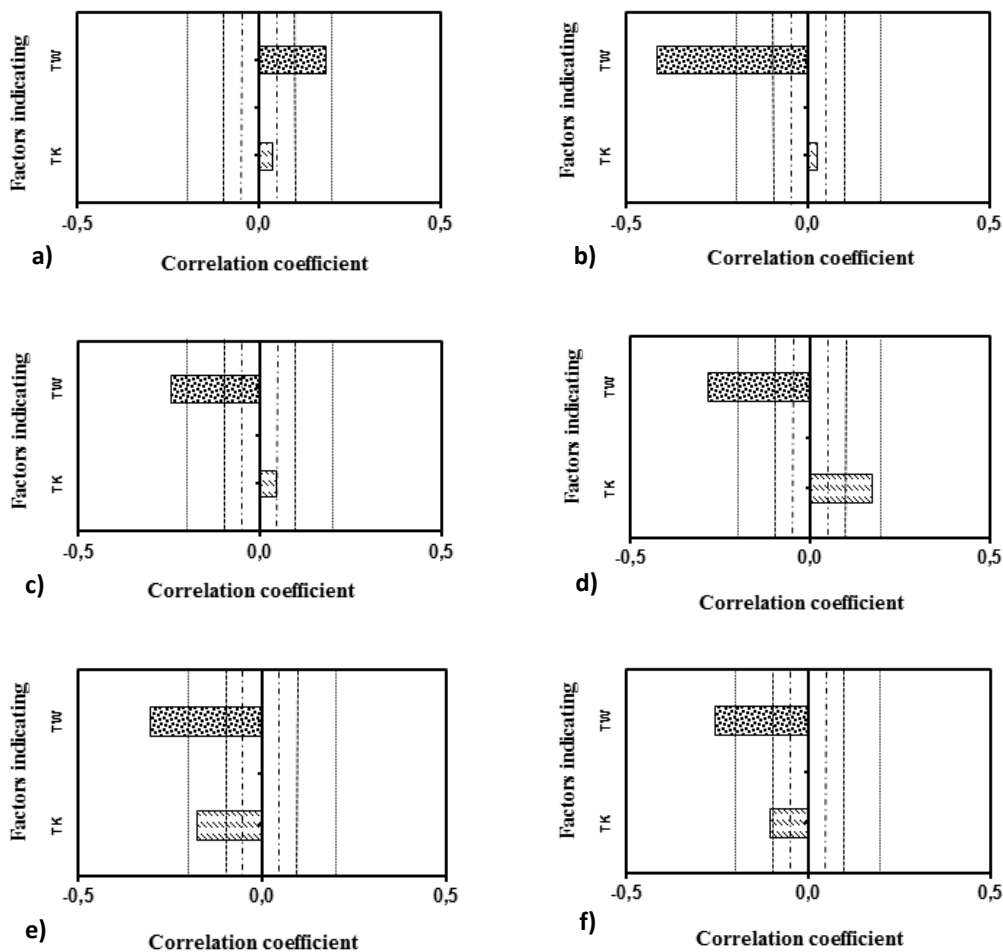 Factors indicating
TW
TK
-0,5
0,0
0,5
a)
Correlation coefficient
Factors indicating
TW
TK
-0,5
0,0
0,5
b)
Correlation coefficient
Factors indicating
TW
TK
-0,5
0,0
0,5
c)
Correlation coefficient
Factors indicating
TW
TK
-0,5
0,0
0,5
d)
Correlation coefficient
Factors indicating
TW
TK
-0,5
0,0
0,5
e)
Correlation coefficient
Factors indicating
TW
TK
-0,5
0,0
0,5
f)
Correlation coefficient